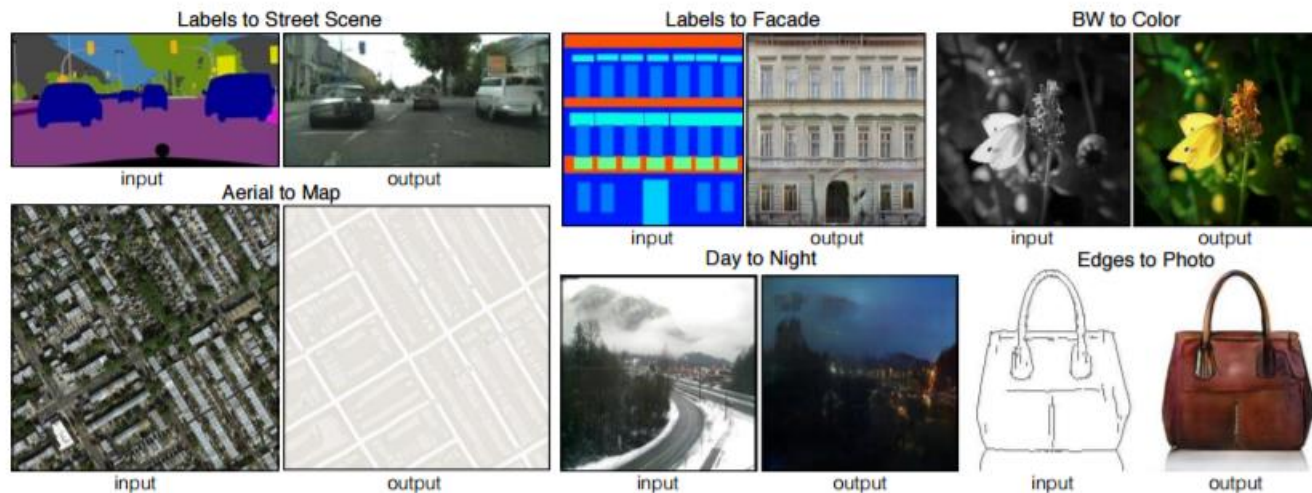 Labels to Street Scene
input
output
Aerial to Map
input
output
Labels to Facade
input
output
BW to Color
input
output
Day to Night
input
output
Edges to Photo
input
output